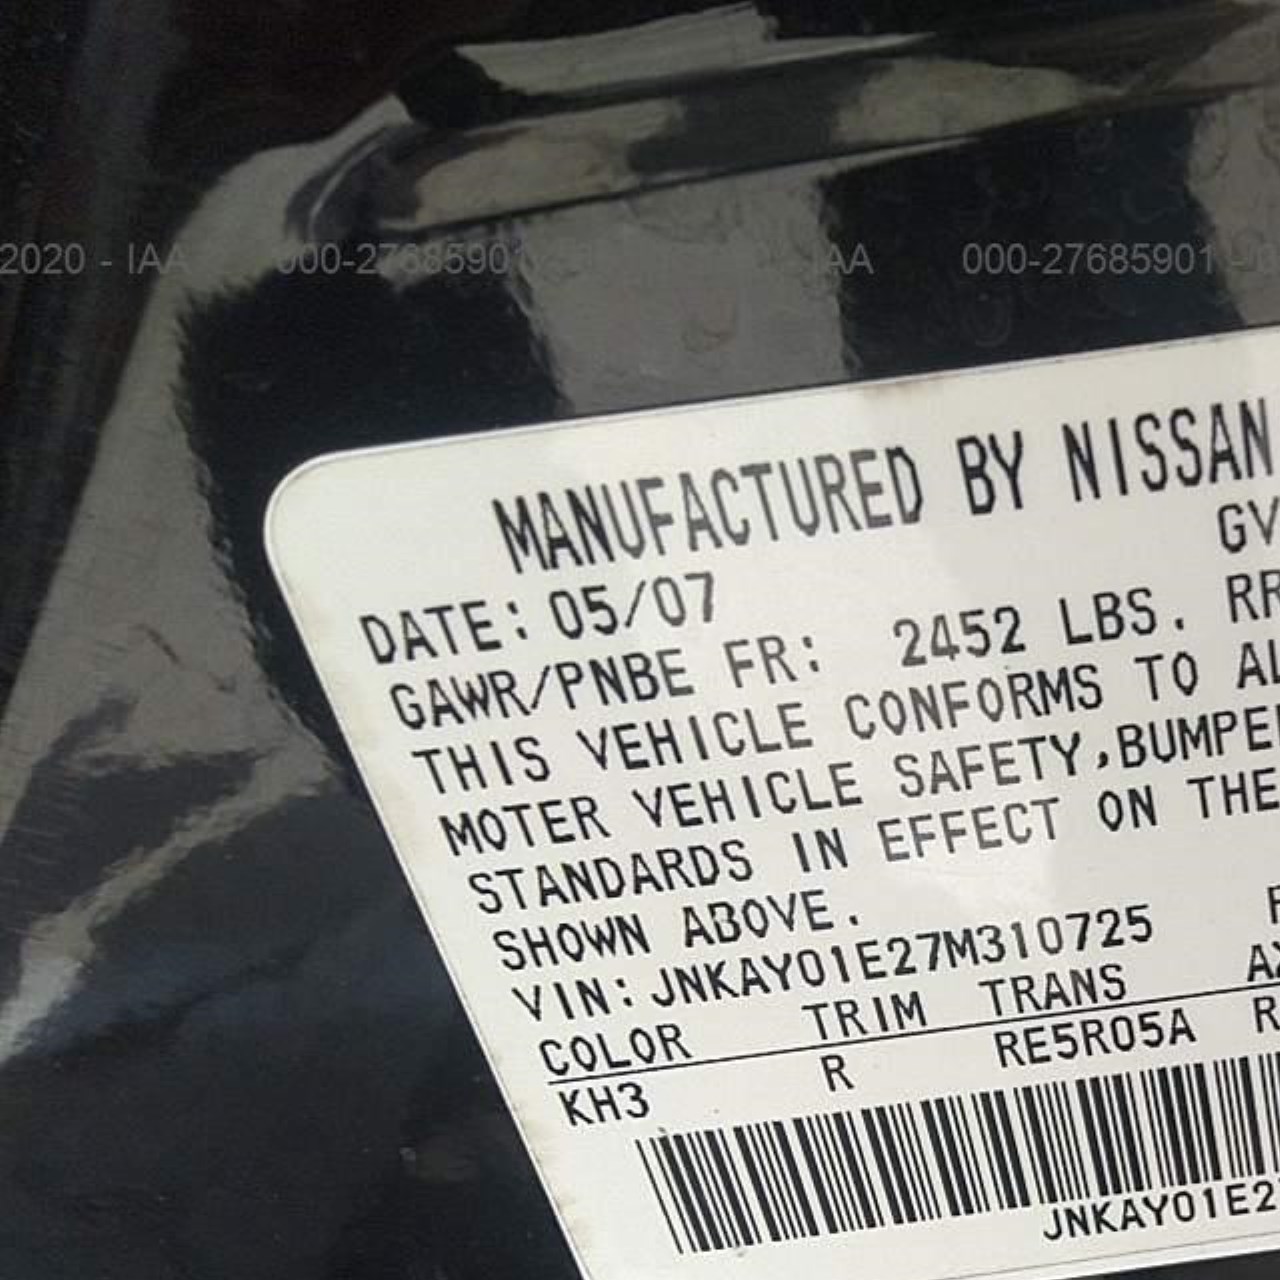 2020 - IAA 000-27685901 IAA 000-27685901
MANUFACTURED BY NISSAN
GV
DATE: 05/07
GAWR/PNBE FR: 2452 LBS. RR
THIS VEHICLE CONFORMS TO AL
MOTER VEHICLE SAFETY,BUMPE
STANDARDS IN EFFECT ON THE
SHOWN ABOVE.
VIN:JNKAY01E27M310725
COLOR TRIM TRANS AX
KH3 R RE5R05A R
JNKAY01E2